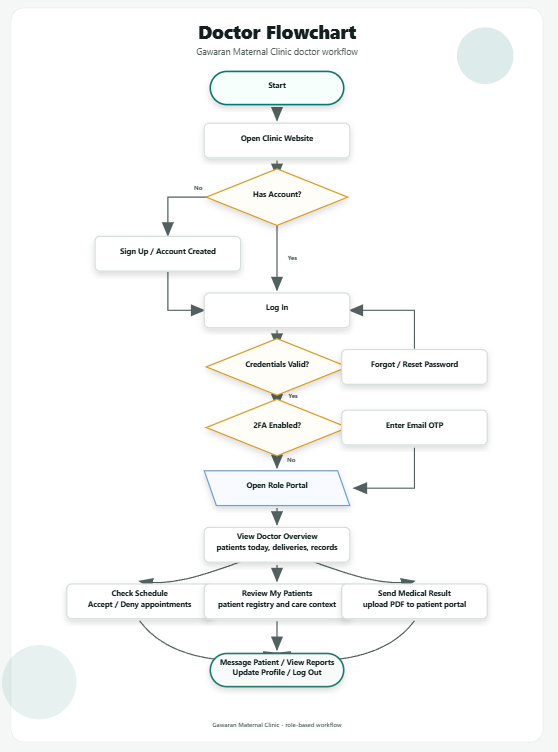 Doctor Flowchart
Gawaran Maternal Clinic doctor workflow
Start
Open Clinic Website
Has Account?
No
Yes
Sign Up / Account Created
Log In
Credentials Valid?
Forgot / Reset Password
Yes
2FA Enabled?
Enter Email OTP
No
Open Role Portal
View Doctor Overview
patients today, deliveries, records
Check Schedule
Accept / Deny appointments
Review My Patients
patient registry and care context
Send Medical Result
upload PDF to patient portal
Message Patient / View Reports
Update Profile / Log Out
Gawaran Maternal Clinic - role-based workflow